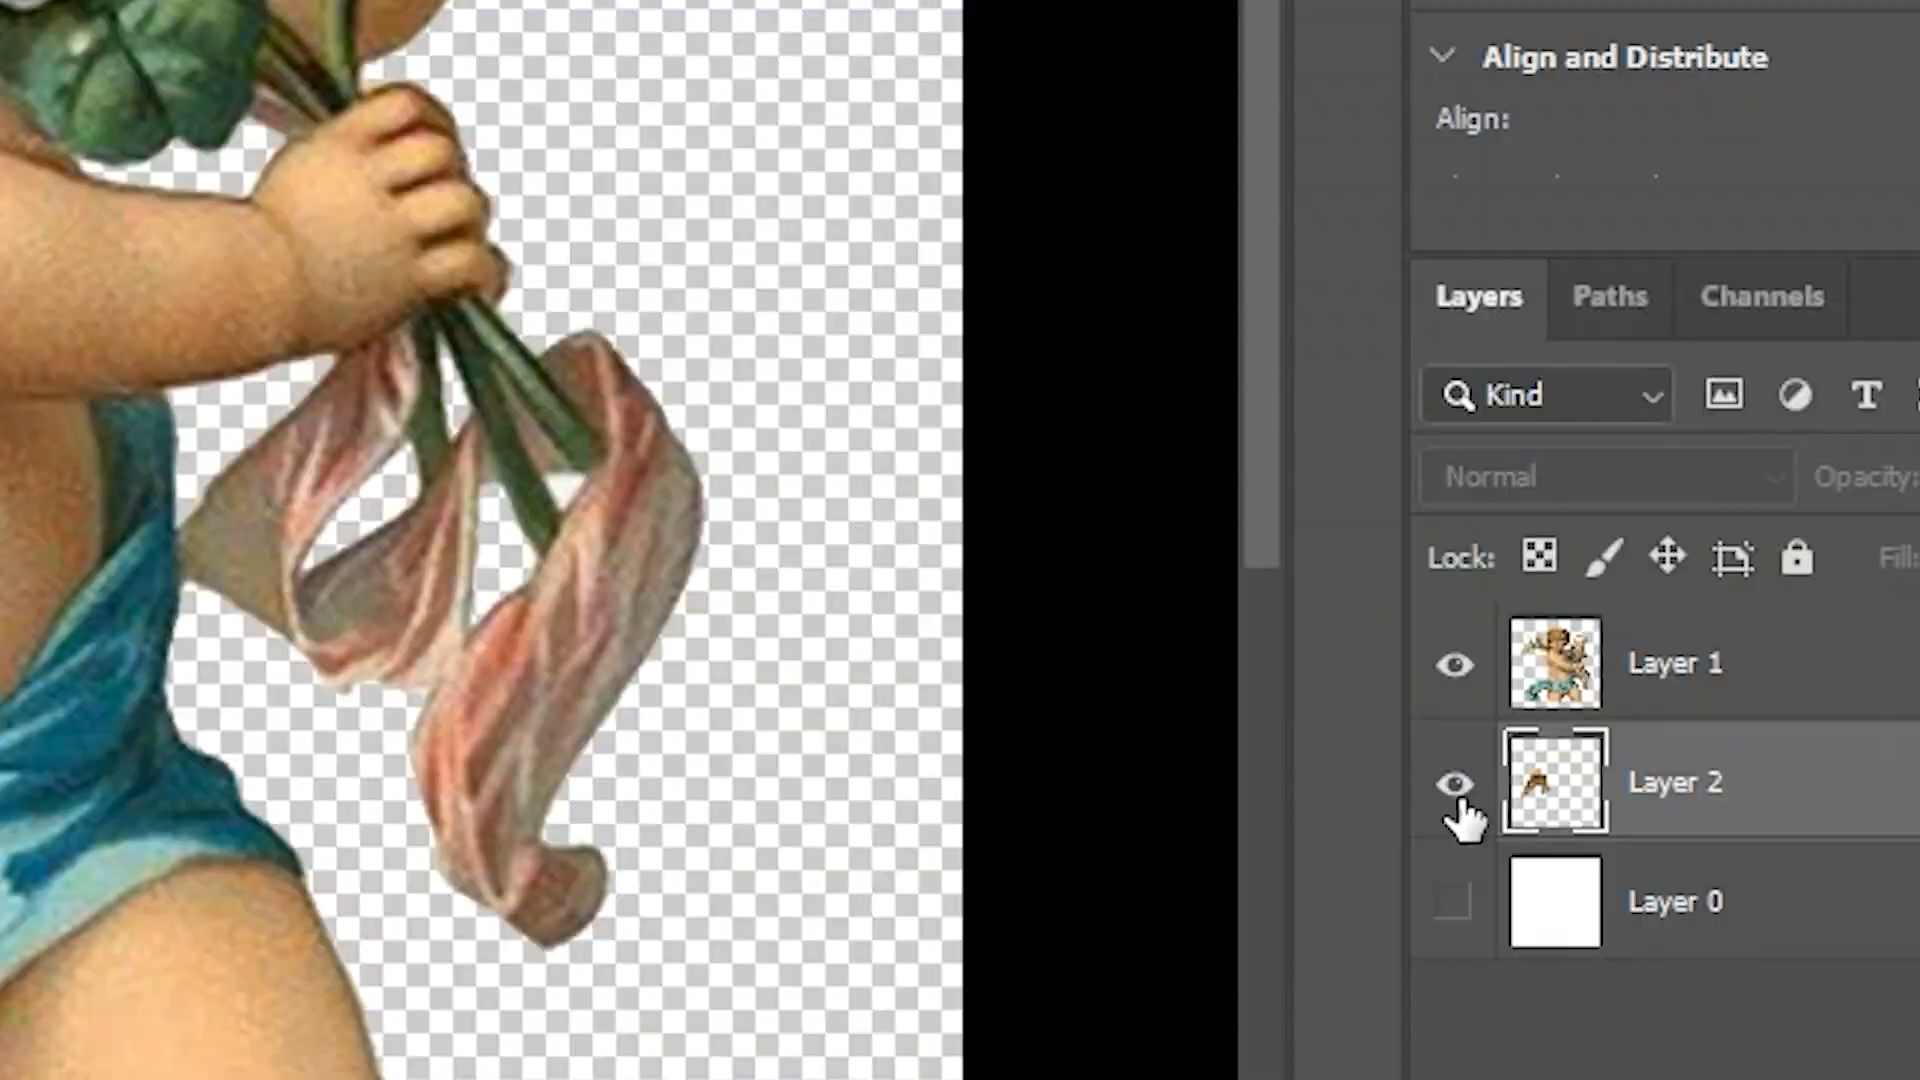 Align and Distribute
Align:
Layers Paths Channels
Kind T
Normal Opacity:
Lock: Fill:
Layer 1
Layer 2
Layer 0